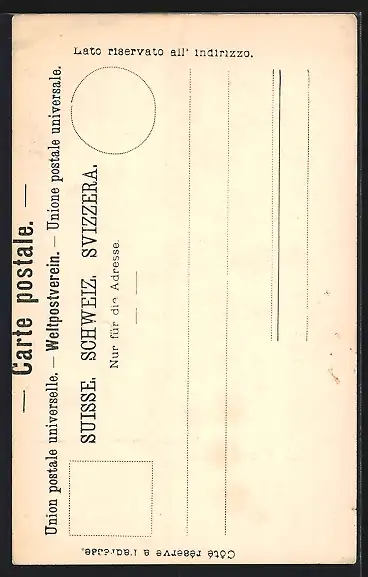 — Carte postale. —
Union postale universelle. — Weltpostverein. — Unione postale universale.
SUISSE. SCHWEIZ. SVIZZERA.
Nur für die Adresse.
Lato riservato all' indirizzo.
Côté réservé à l'adresse.